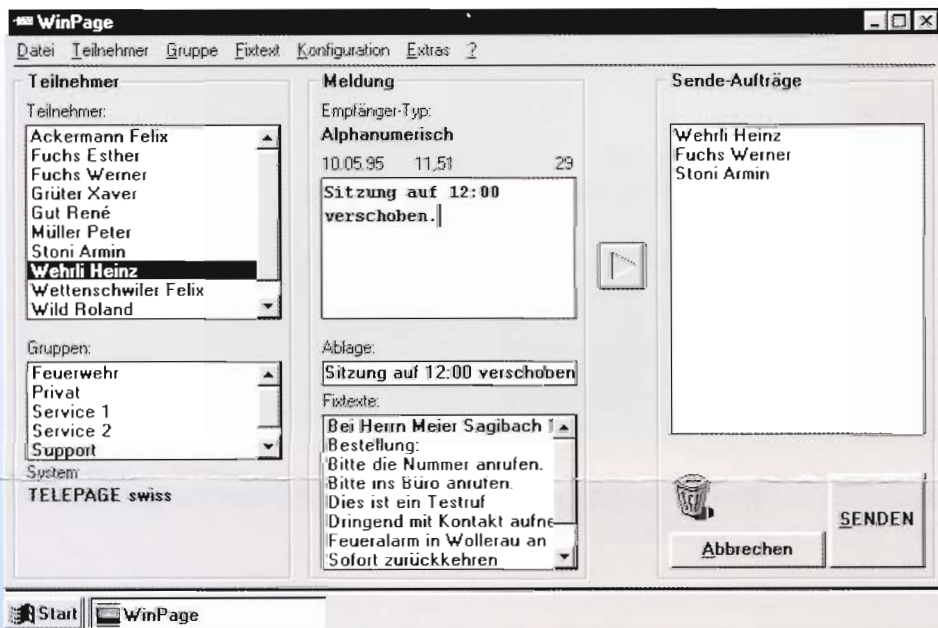 WinPage
Datei Teilnehmer Gruppe Fixtext Konfiguration Extras ?
Teilnehmer
Teilnehmer:
Ackermann Felix
Fuchs Esther
Fuchs Werner
Grüter Xaver
Gut René
Müller Peter
Stoni Armin
Wehrli Heinz
Wettenschwiler Felix
Wild Roland
Gruppen:
Feuerwehr
Privat
Service 1
Service 2
Support
System:
TELEPAGE swiss
Meldung
Empfänger-Typ:
Alphanumerisch
10.05.95 11,51 29
Sitzung auf 12:00
verschoben.
Ablage:
Sitzung auf 12:00 verschoben
Fixtexte:
Bei Herrn Meier Sagibach
Bestellung:
Bitte die Nummer anrufen.
Bitte ins Büro anrufen.
Dies ist ein Testruf
Dringend mit Kontakt aufne
Feueralarm in Wollerau an
Sofort zurückkehren
Sende-Aufträge
Wehrli Heinz
Fuchs Werner
Stoni Armin
SENDEN
Abbrechen
Start WinPage